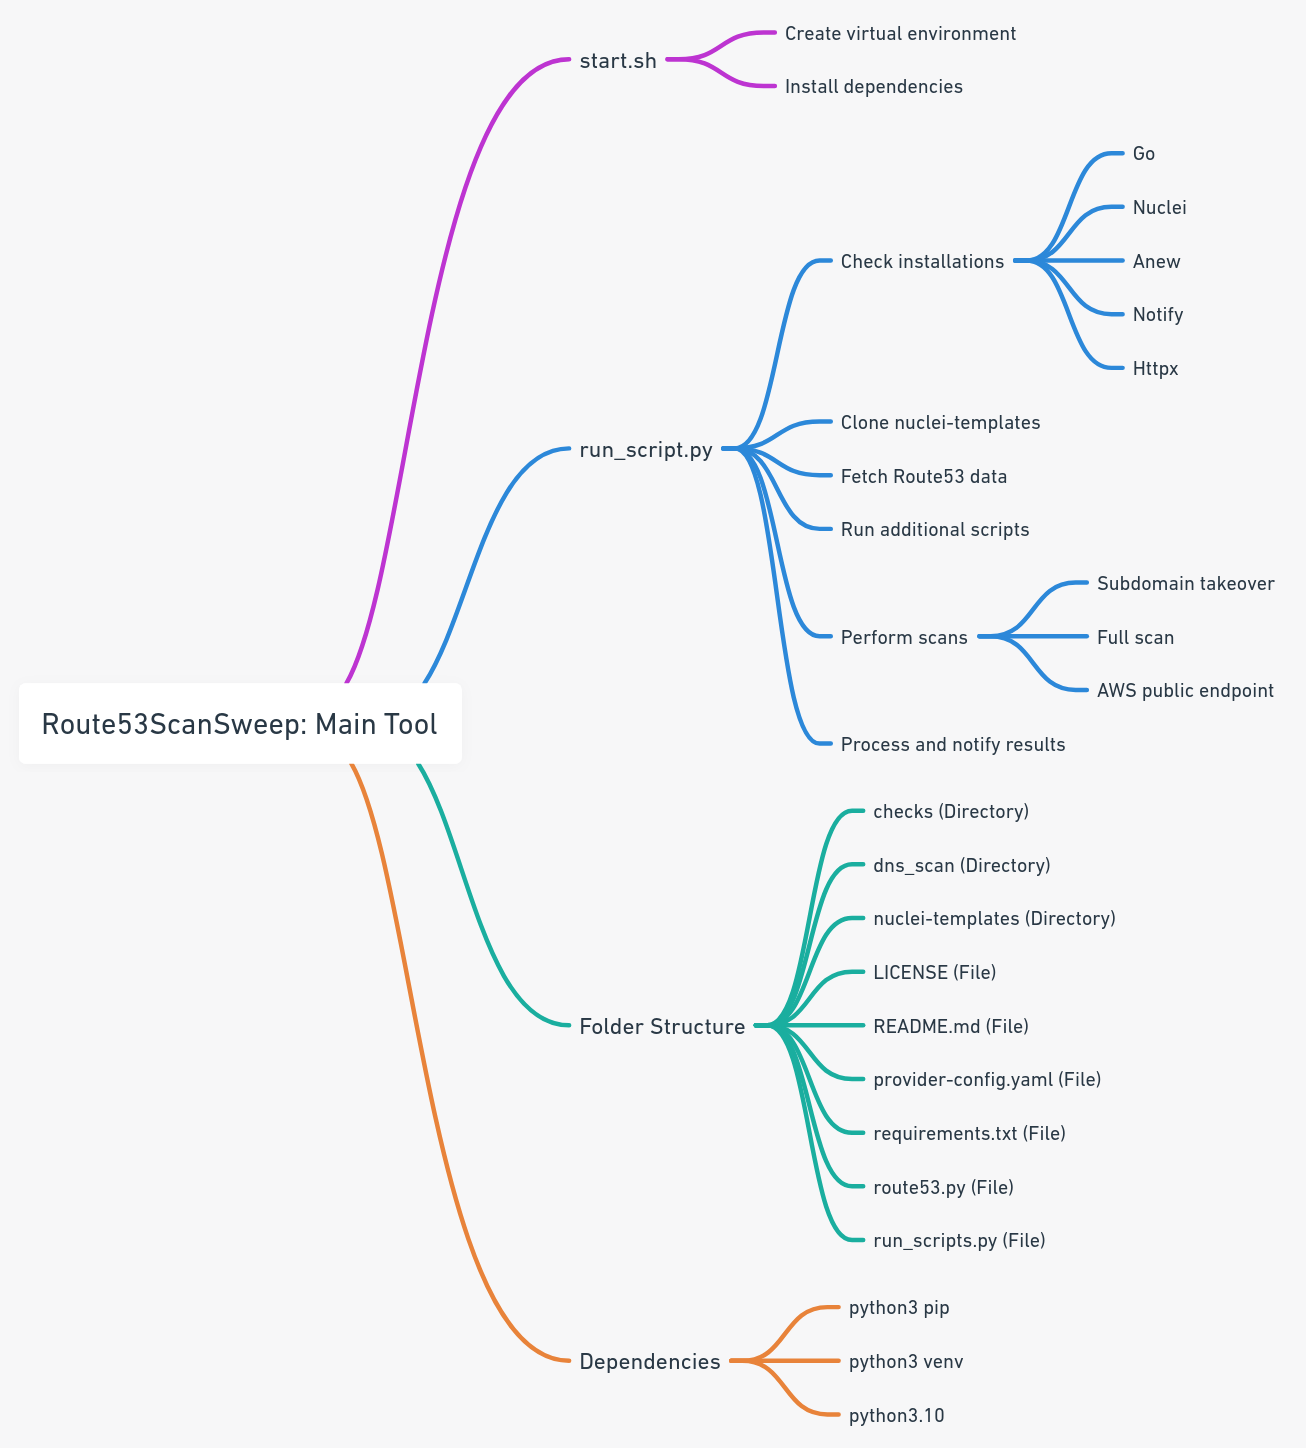 Route53ScanSweep: Main Tool
start.sh
Create virtual environment
Install dependencies
run_script.py
Check installations
Go
Nuclei
Anew
Notify
Httpx
Clone nuclei-templates
Fetch Route53 data
Run additional scripts
Perform scans
Subdomain takeover
Full scan
AWS public endpoint
Process and notify results
Folder Structure
checks (Directory)
dns_scan (Directory)
nuclei-templates (Directory)
LICENSE (File)
README.md (File)
provider-config.yaml (File)
requirements.txt (File)
route53.py (File)
run_scripts.py (File)
Dependencies
python3 pip
python3 venv
python3.10